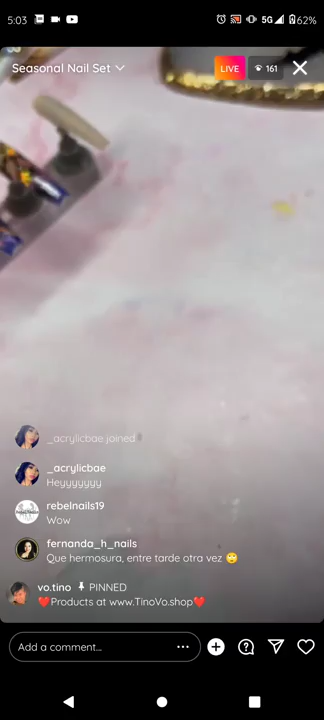 5:03
5G 62%
Seasonal Nail Set
LIVE
161
_acrylicbae joined
_acrylicbae
Heyyyyyyy
rebelnails19
Wow
fernanda_h_nails
Que hermosura, entre tarde otra vez 🙄
vo.tino 📌 PINNED
❤️Products at www.TinoVo.shop❤️
Add a comment...